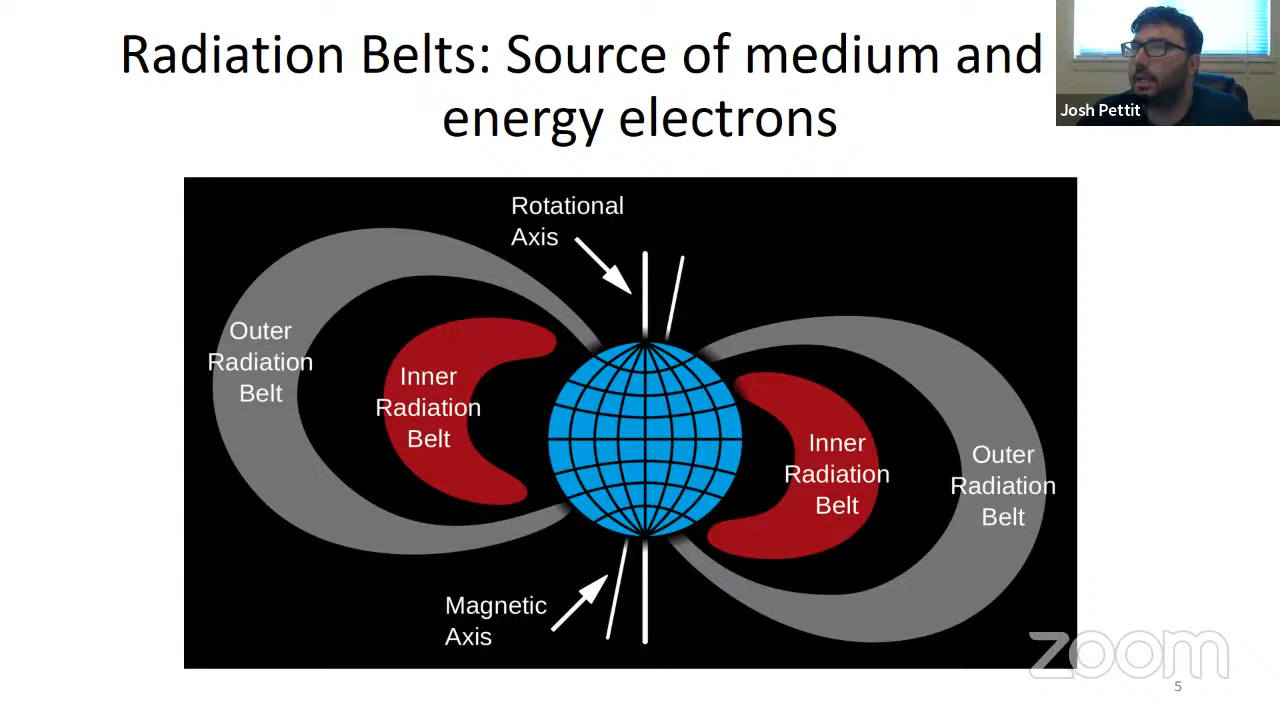 Radiation Belts: Source of medium and
energy electrons
Josh Pettit
Rotational
Axis
Outer
Radiation
Belt
Inner
Radiation
Belt
Inner
Radiation
Belt
Outer
Radiation
Belt
Magnetic
Axis
zoom
5